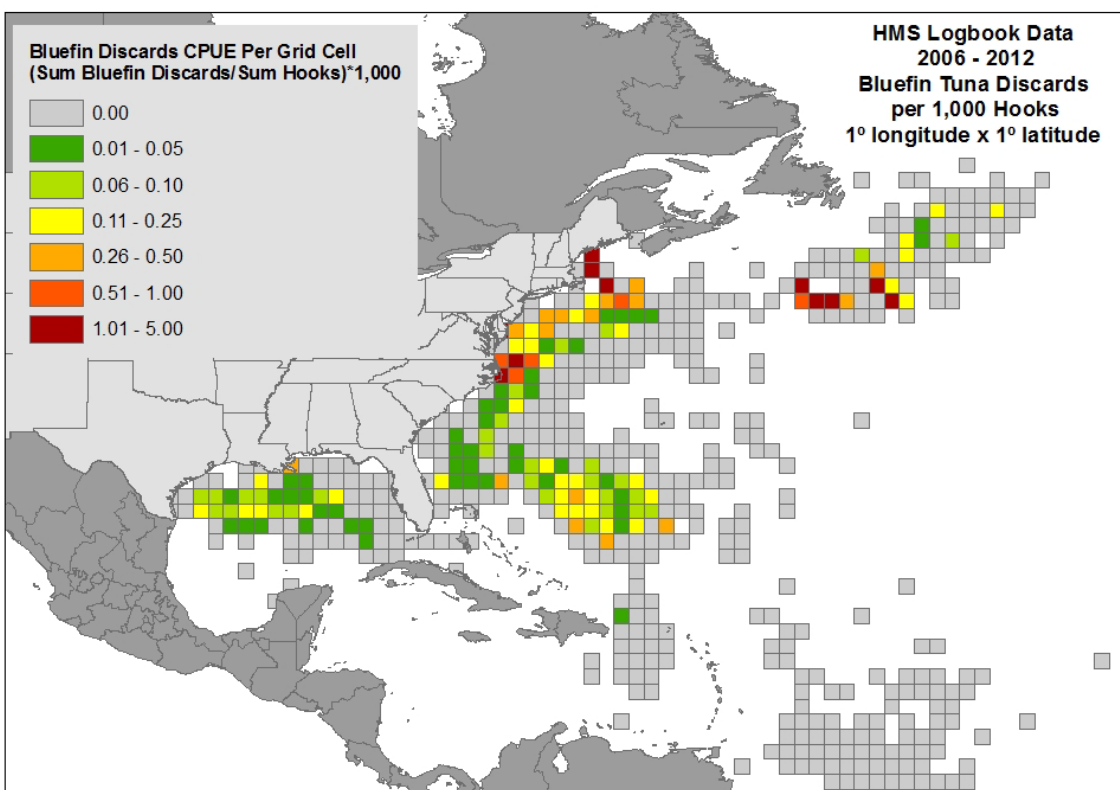 Bluefin Discards CPUE Per Grid Cell
(Sum Bluefin Discards/Sum Hooks)*1,000
0.00
0.01 - 0.05
0.06 - 0.10
0.11 - 0.25
0.26 - 0.50
0.51 - 1.00
1.01 - 5.00
HMS Logbook Data
2006 - 2012
Bluefin Tuna Discards
per 1,000 Hooks
1º longitude x 1º latitude